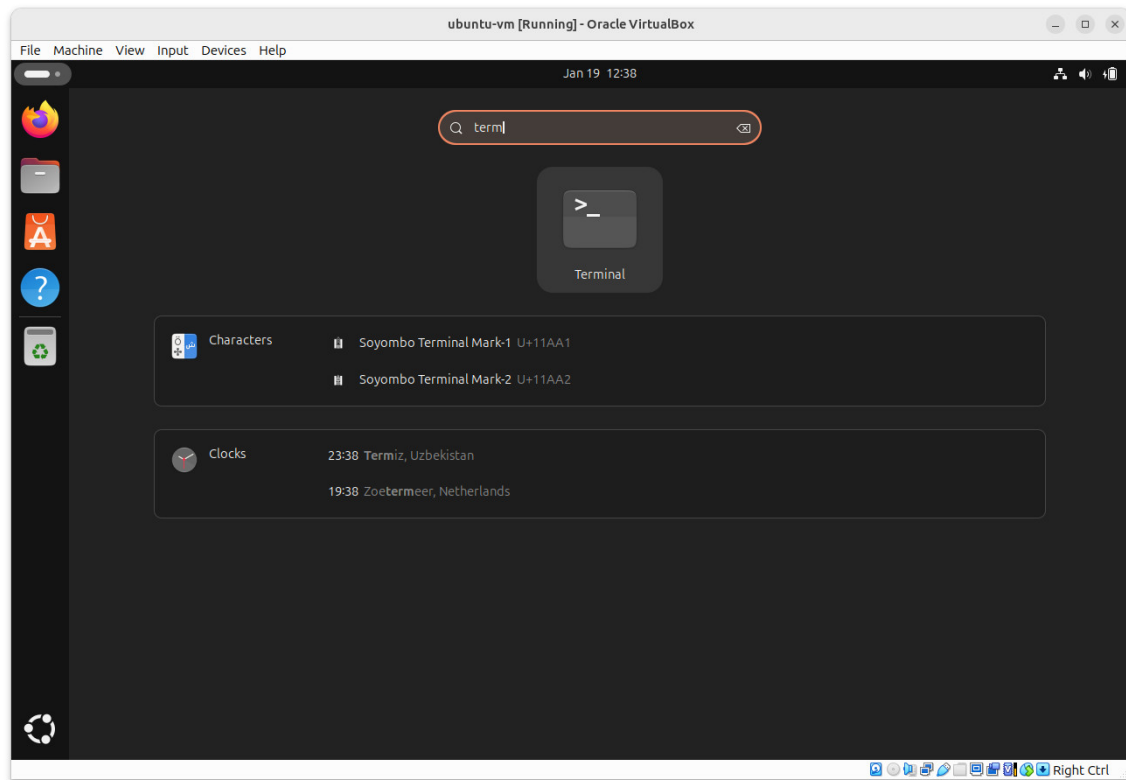 ubuntu-vm [Running] - Oracle VirtualBox
File Machine View Input Devices Help
Jan 19 12:38
term
>_
Terminal
Characters
Soyombo Terminal Mark-1 U+11AA1
Soyombo Terminal Mark-2 U+11AA2
Clocks
23:38 Termiz, Uzbekistan
19:38 Zoetermeer, Netherlands
Right Ctrl